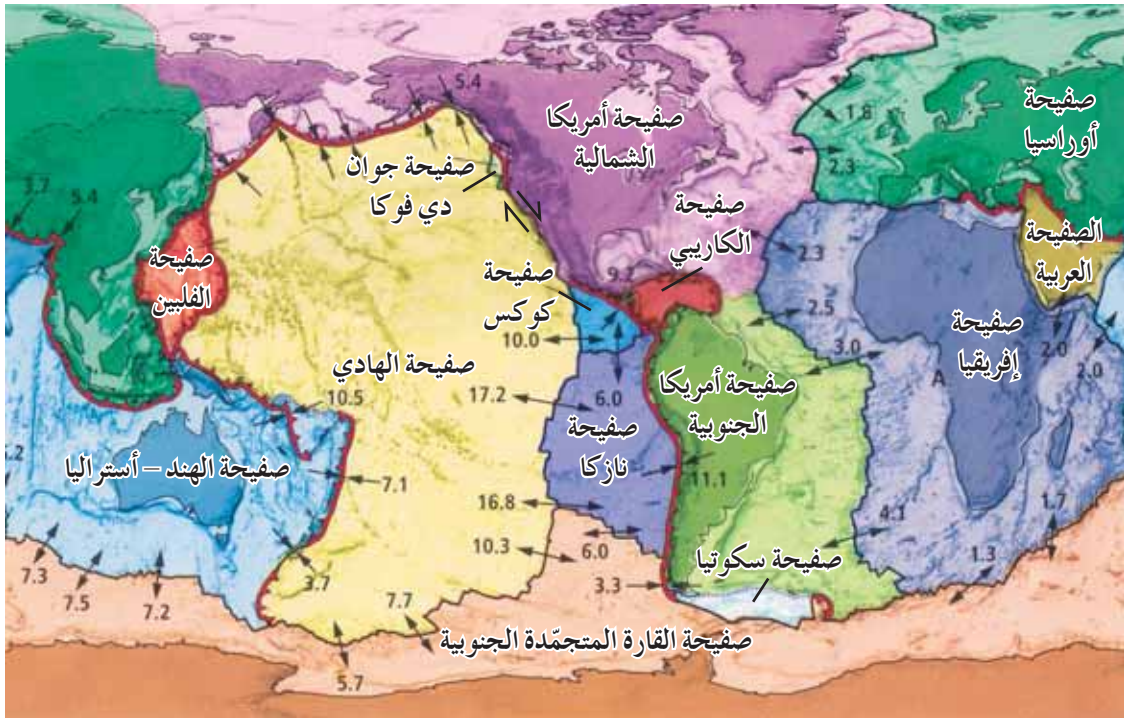 5.4
صفيحة
أوراسيا
صفيحة أمريكا
الشمالية
1.8
2.3
صفيحة جوان
دي فوكا
3.7
5.4
صفيحة
الكاريبي
الصفيحة
العربية
صفيحة
الفلبين
صفيحة
كوكس
9.2
2.3
2.5
صفيحة
إفريقيا
10.0
3.0
2.0
2.0
A
صفيحة الهادي
17.2
6.0
صفيحة أمريكا
الجنوبية
10.5
صفيحة
نازكا
صفيحة الهند – أستراليا
.2
7.1
11.1
16.8
1.7
4.1
10.3
6.0
1.3
صفيحة سكوتيا
7.3
7.5
7.2
3.7
3.3
7.7
صفيحة القارة المتجمّدة الجنوبية
5.7